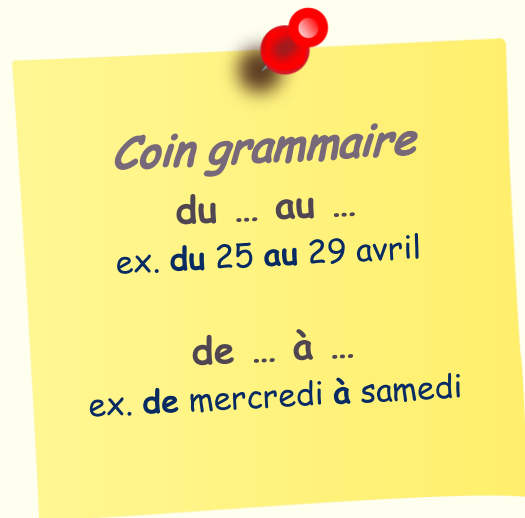 Coin grammaire
du ... au ...
ex. du 25 au 29 avril
de ... à ...
ex. de mercredi à samedi